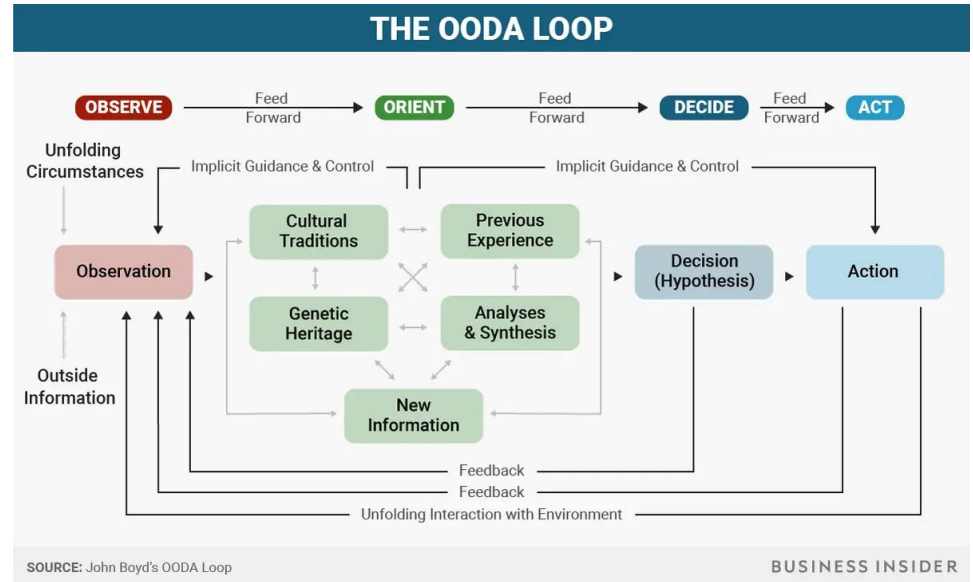 THE OODA LOOP
OBSERVE
Feed
Forward
ORIENT
Feed
Forward
DECIDE
Feed
Forward
ACT
Unfolding
Circumstances
Implicit Guidance & Control
Implicit Guidance & Control
Cultural
Traditions
Previous
Experience
Observation
Decision
(Hypothesis)
Action
Genetic
Heritage
Analyses
& Synthesis
Outside
Information
New
Information
Feedback
Feedback
Unfolding Interaction with Environment
SOURCE: John Boyd's OODA Loop
BUSINESS INSIDER